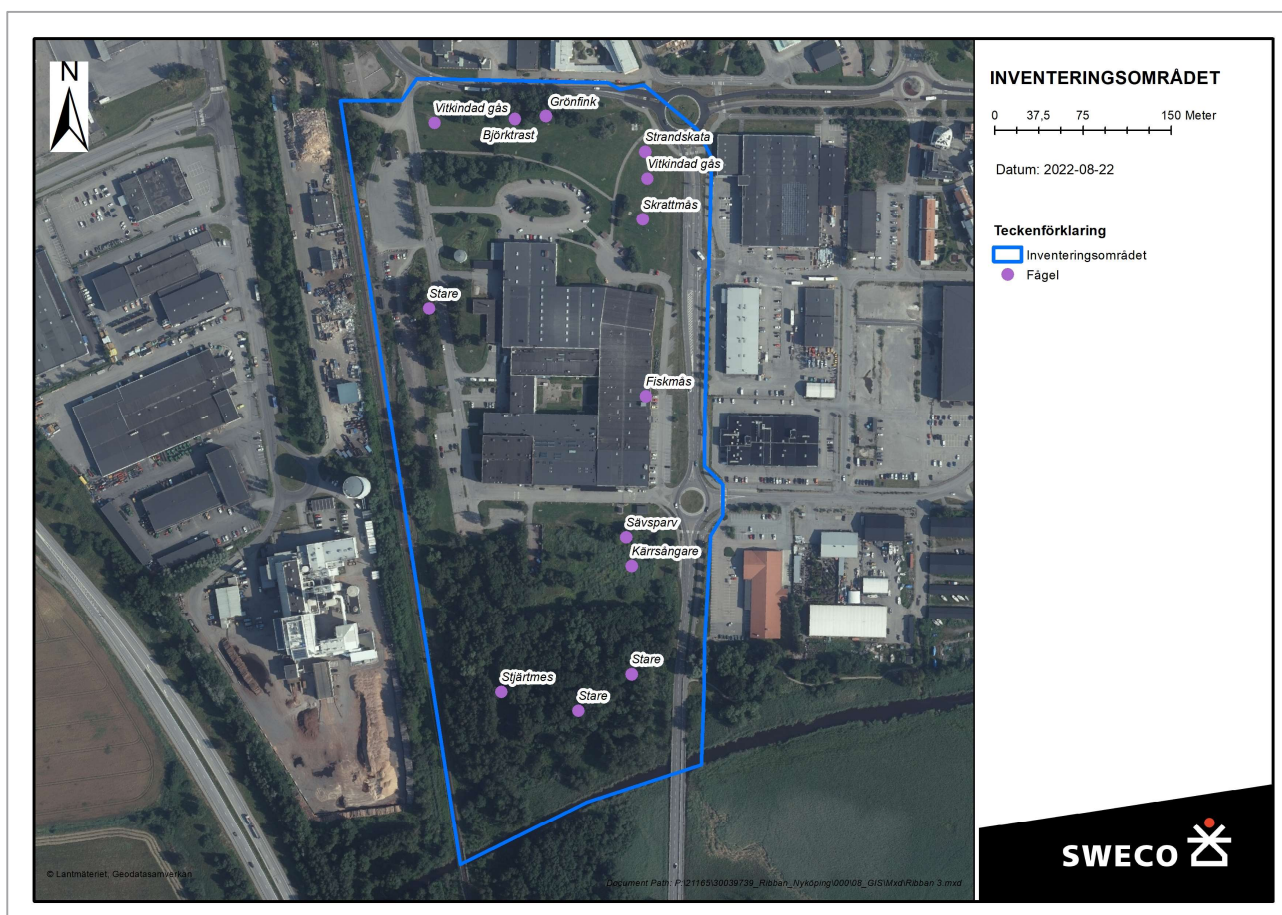 N
Vitkindad gås
Björktrast
Grönfink
Strandskata
Vitkindad gås
Skrattmås
Stare
Fiskmås
Sävsparv
Kärrsångare
Stare
Stjärtmes
Stare
© Lantmäteriet, Geodatasamverkan
Document Path: P:\21165\30039739_Ribban_Nyköping\000\08_GIS\Mxd\Ribban 3.mxd
INVENTERINGSOMRÅDET
0 37,5 75 150 Meter
Datum: 2022-08-22
Teckenförklaring
Inventeringsområdet
Fågel
SWECO